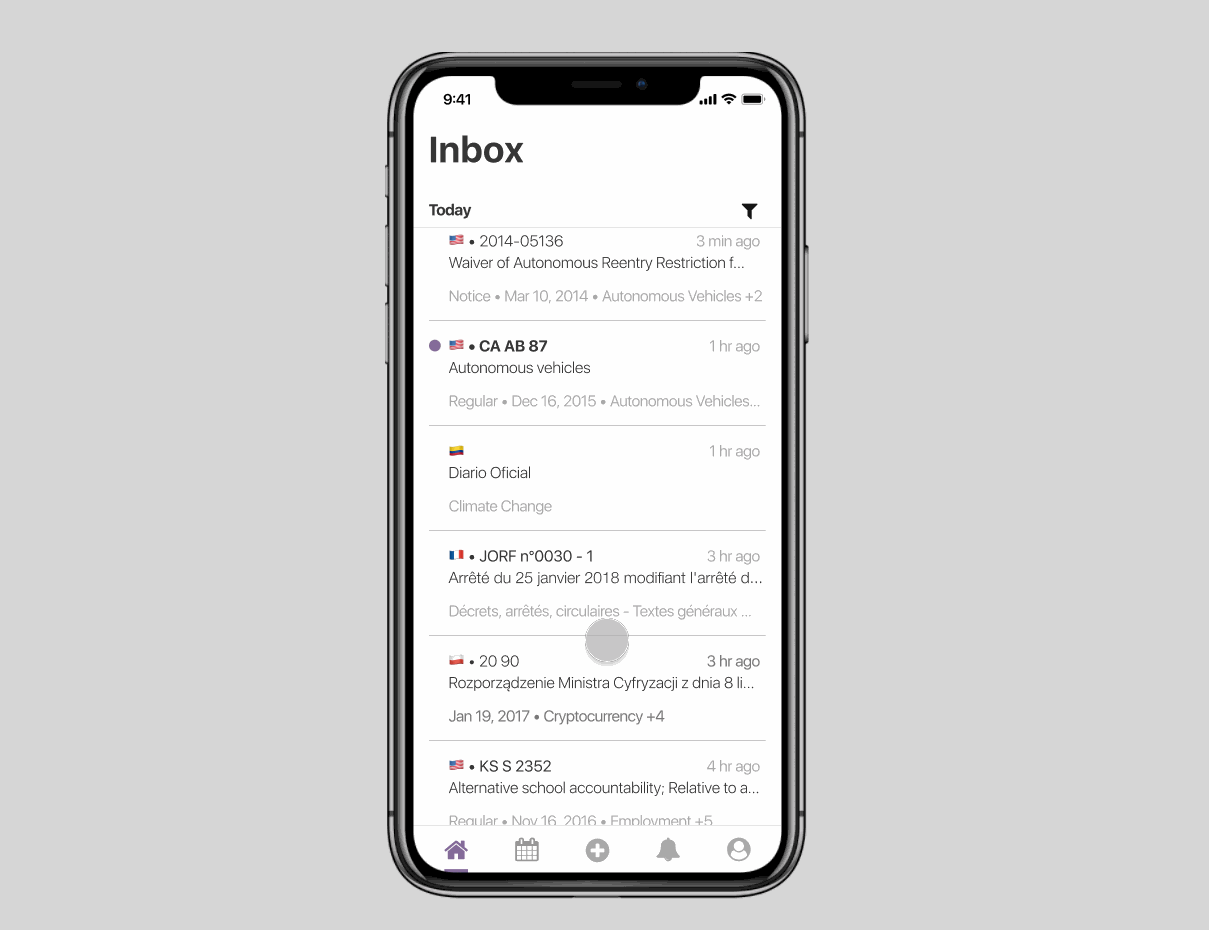 9:41
Inbox
Today
• 2014-05136 3 min ago
Waiver of Autonomous Reentry Restriction f...
Notice • Mar 10, 2014 • Autonomous Vehicles +2
• CA AB 87 1 hr ago
Autonomous vehicles
Regular • Dec 16, 2015 • Autonomous Vehicles...
1 hr ago
Diario Oficial
Climate Change
• JORF n°0030 - 1 3 hr ago
Arrêté du 25 janvier 2018 modifiant l'arrêté d...
Décrets, arrêtés, circulaires - Textes généraux ...
• 20 90 3 hr ago
Rozporządzenie Ministra Cyfryzacji z dnia 8 li...
Jan 19, 2017 • Cryptocurrency +4
• KS S 2352 4 hr ago
Alternative school accountability; Relative to a...
Regular • Nov 16, 2016 • Employment +5